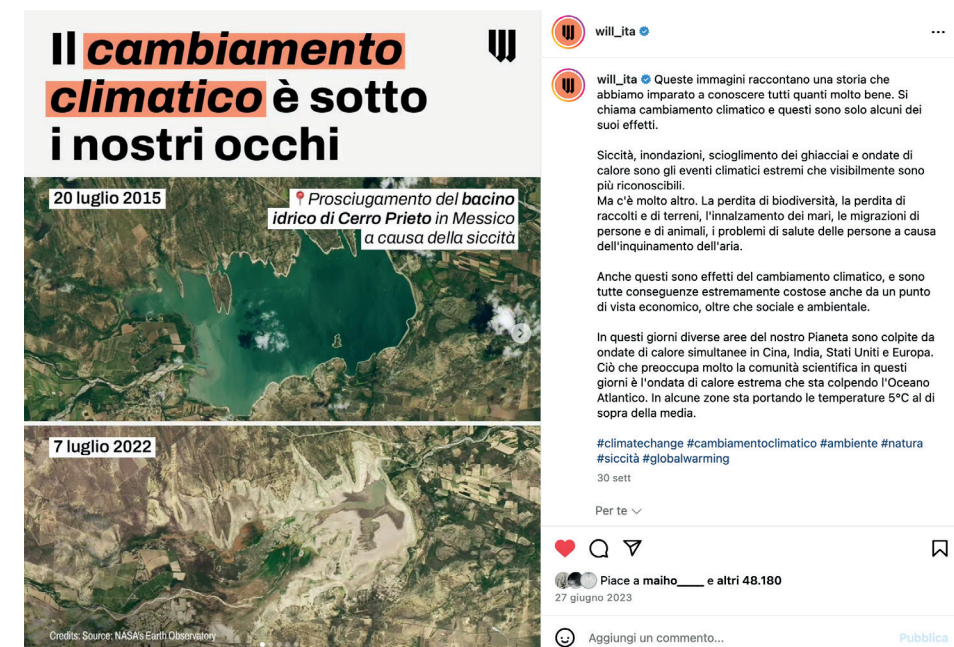 Il cambiamento
climatico è sotto
i nostri occhi
20 luglio 2015
Prosciugamento del bacino
idrico di Cerro Prieto in Messico
a causa della siccità
7 luglio 2022
Credits: Source: NASA's Earth Observatory
will_ita
will_ita Queste immagini raccontano una storia che
abbiamo imparato a conoscere tutti quanti molto bene. Si
chiama cambiamento climatico e questi sono solo alcuni dei
suoi effetti.
Siccità, inondazioni, scioglimento dei ghiacciai e ondate di
calore sono gli eventi climatici estremi che visibilmente sono
più riconoscibili.
Ma c'è molto altro. La perdita di biodiversità, la perdita di
raccolti e di terreni, l'innalzamento dei mari, le migrazioni di
persone e di animali, i problemi di salute delle persone a causa
dell'inquinamento dell'aria.
Anche questi sono effetti del cambiamento climatico, e sono
tutte conseguenze estremamente costose anche da un punto
di vista economico, oltre che sociale e ambientale.
In questi giorni diverse aree del nostro Pianeta sono colpite da
ondate di calore simultanee in Cina, India, Stati Uniti e Europa.
Ciò che preoccupa molto la comunità scientifica in questi
giorni è l'ondata di calore estrema che sta colpendo l'Oceano
Atlantico. In alcune zone sta portando le temperature 5°C al di
sopra della media.
#climatechange #cambiamentoclimatico #ambiente #natura
#siccità #globalwarming
30 sett
Per te
Piace a maiho____ e altri 48.180
27 giugno 2023
Aggiungi un commento...
Pubblica